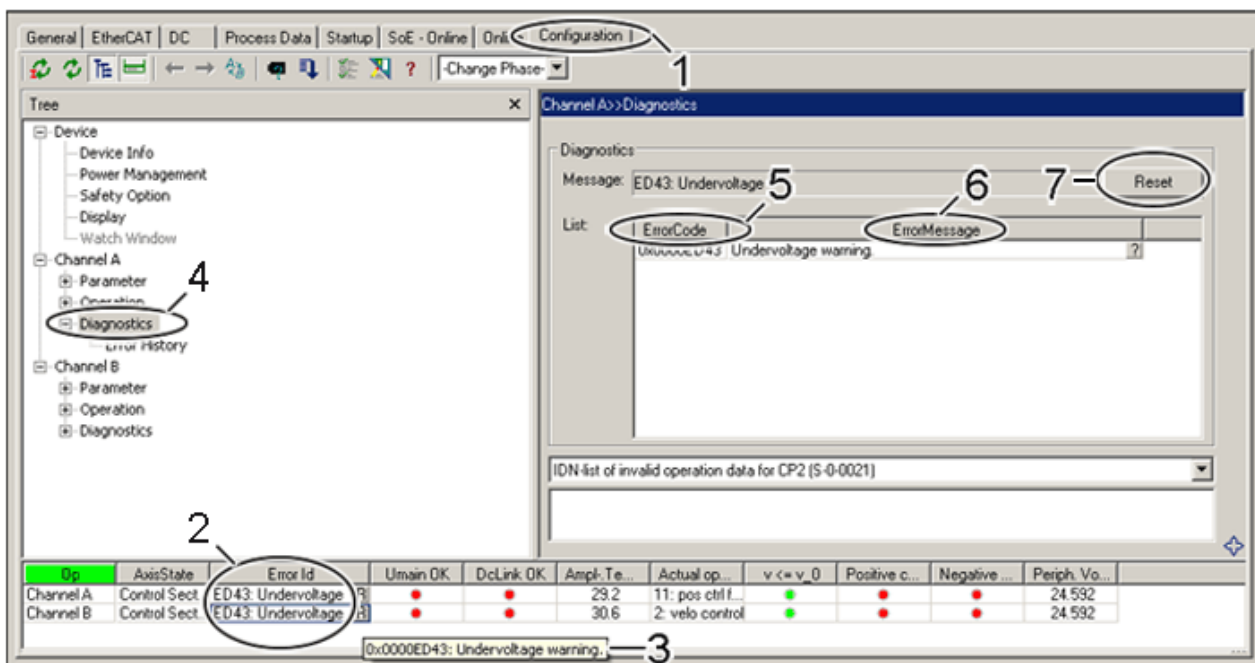 General EtherCAT DC Process Data Startup SoE - Online Configuration
1
? -Change Phase-
Tree ×
Device
Device Info
Power Management
Safety Option
Display
Watch Window
Channel A
Parameter
Operation
Diagnostics
4
Error History
Channel B
Parameter
Operation
Diagnostics
Channel A>>Diagnostics
Diagnostics
Message: ED43: Undervoltage Reset
5 6 7
List: ErrorCode ErrorMessage
0x0000ED43 Undervoltage warning. ?
IDN-list of invalid operation data for CP2 (S-0-0021)
2
Op AxisState Error Id Umain OK DcLink OK Ampl-.Te... Actual op... v <= v_0 Positive c... Negative ... Periph. Vo...
Channel A Control Sect. ED43: Undervoltage R 29.2 11: pos ctrl f... 24.592
Channel B Control Sect. ED43: Undervoltage R 30.6 2: velo control 24.592
0x0000ED43: Undervoltage warning. 3